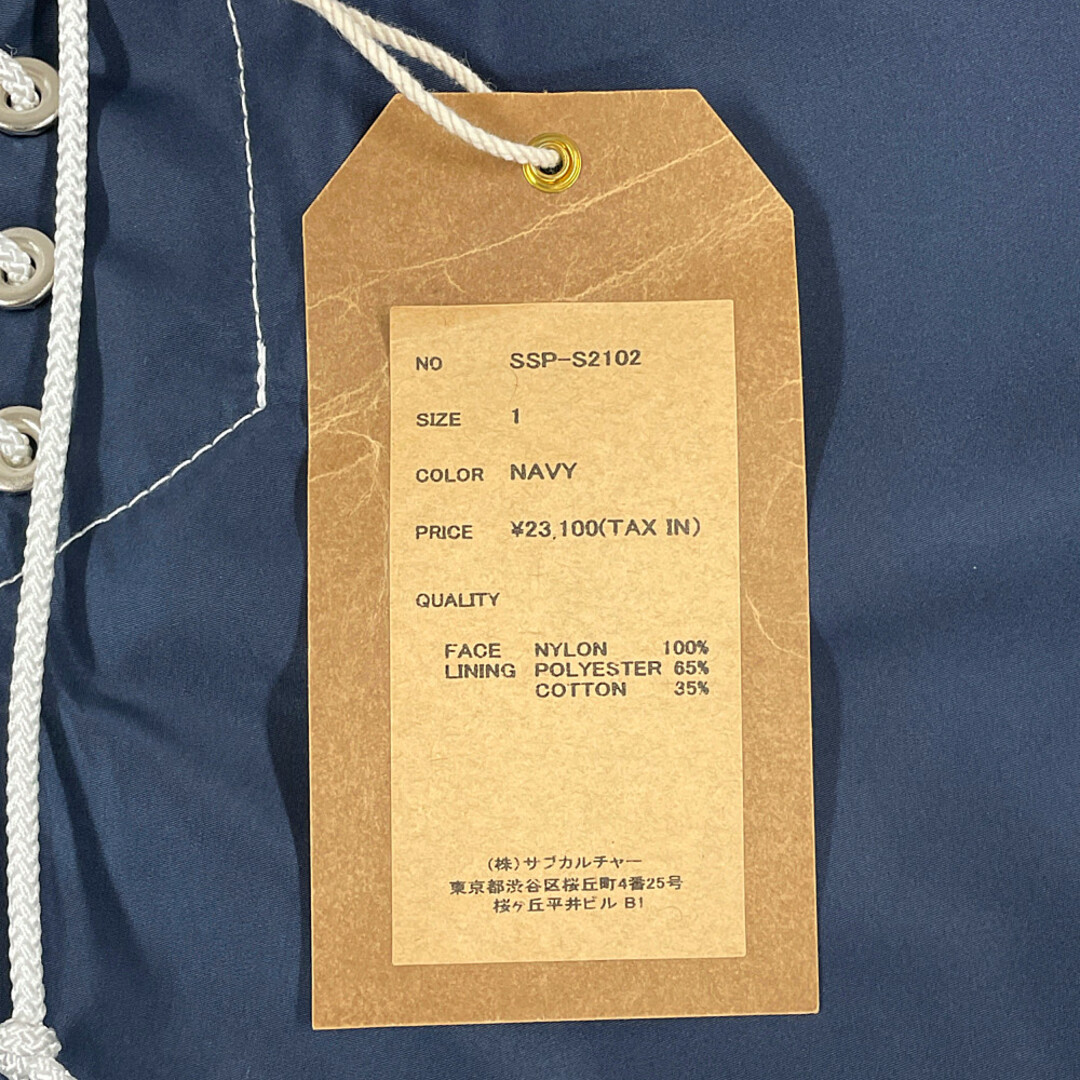 NO SSP-S2102
SIZE 1
COLOR NAVY
PRICE ¥23,100(TAX IN)
QUALITY
FACE NYLON 100%
LINING POLYESTER 65%
COTTON 35%
(株)サブカルチャー
東京都渋谷区桜丘町4番25号
桜ヶ丘平井ビル B1